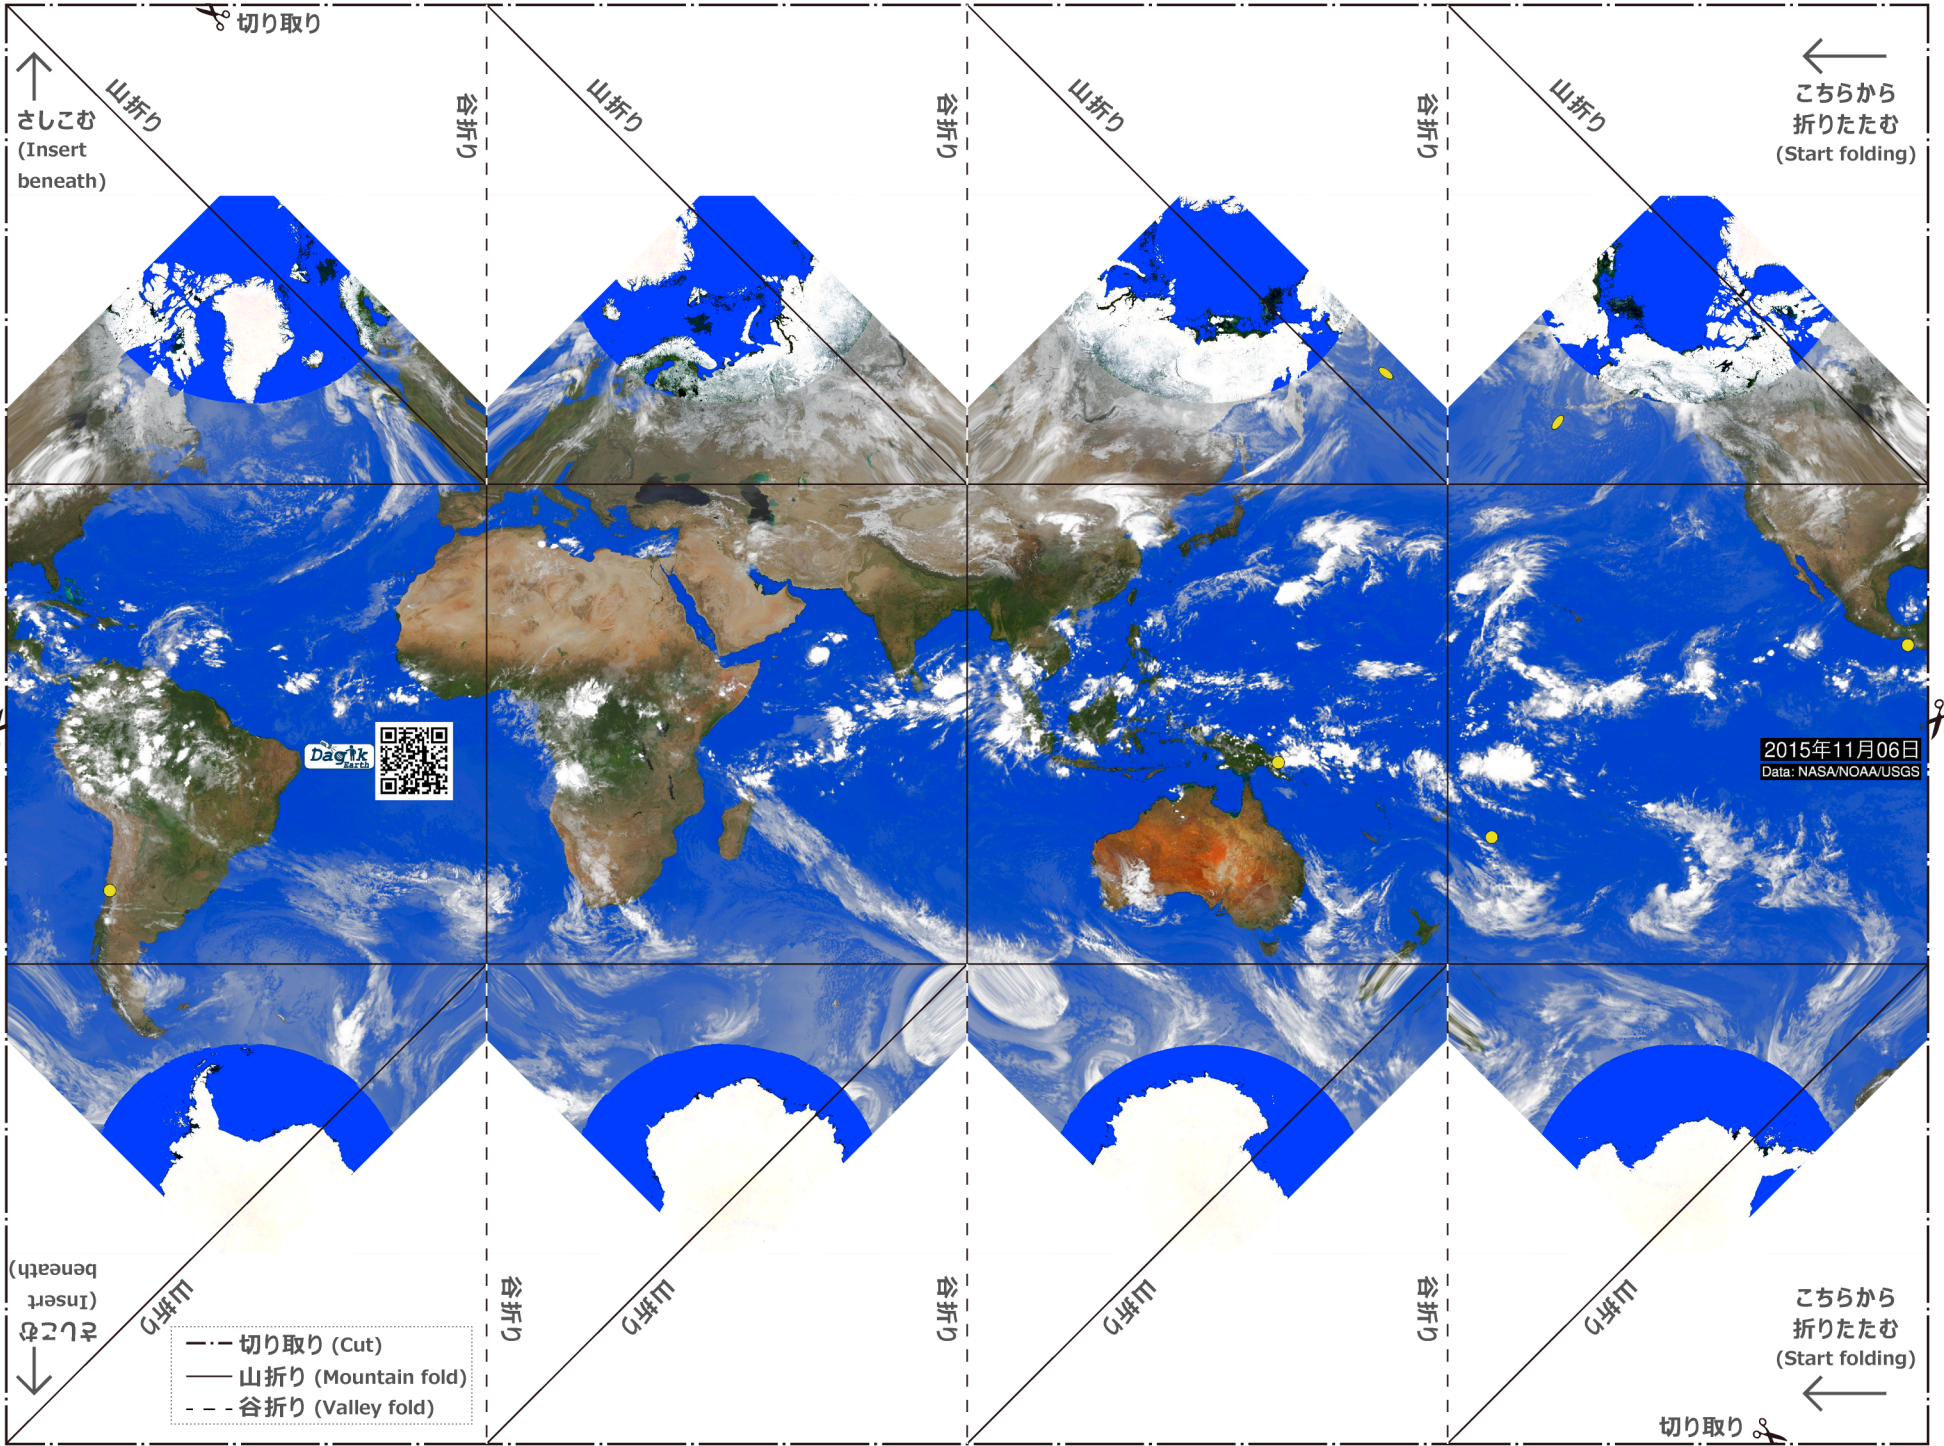 切り取り
山折り
谷折り
山折り
谷折り
山折り
谷折り
山折り
さしこむ
(Insert
beneath)
こちらから
折りたたむ
(Start folding)
Dagik
Earth
2015年11月06日
Data: NASA/NOAA/USGS
さしこむ
(Insert
beneath)
山折り
谷折り
山折り
谷折り
山折り
谷折り
山折り
こちらから
折りたたむ
(Start folding)
切り取り (Cut)
山折り (Mountain fold)
谷折り (Valley fold)
切り取り